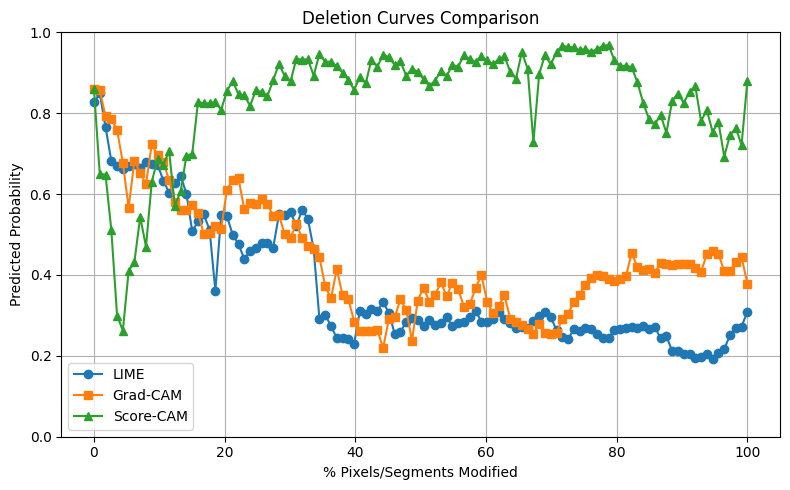 Deletion Curves Comparison
Predicted Probability
1.0
0.8
0.6
0.4
0.2
0.0
LIME
Grad-CAM
Score-CAM
0 20 40 60 80 100
% Pixels/Segments Modified